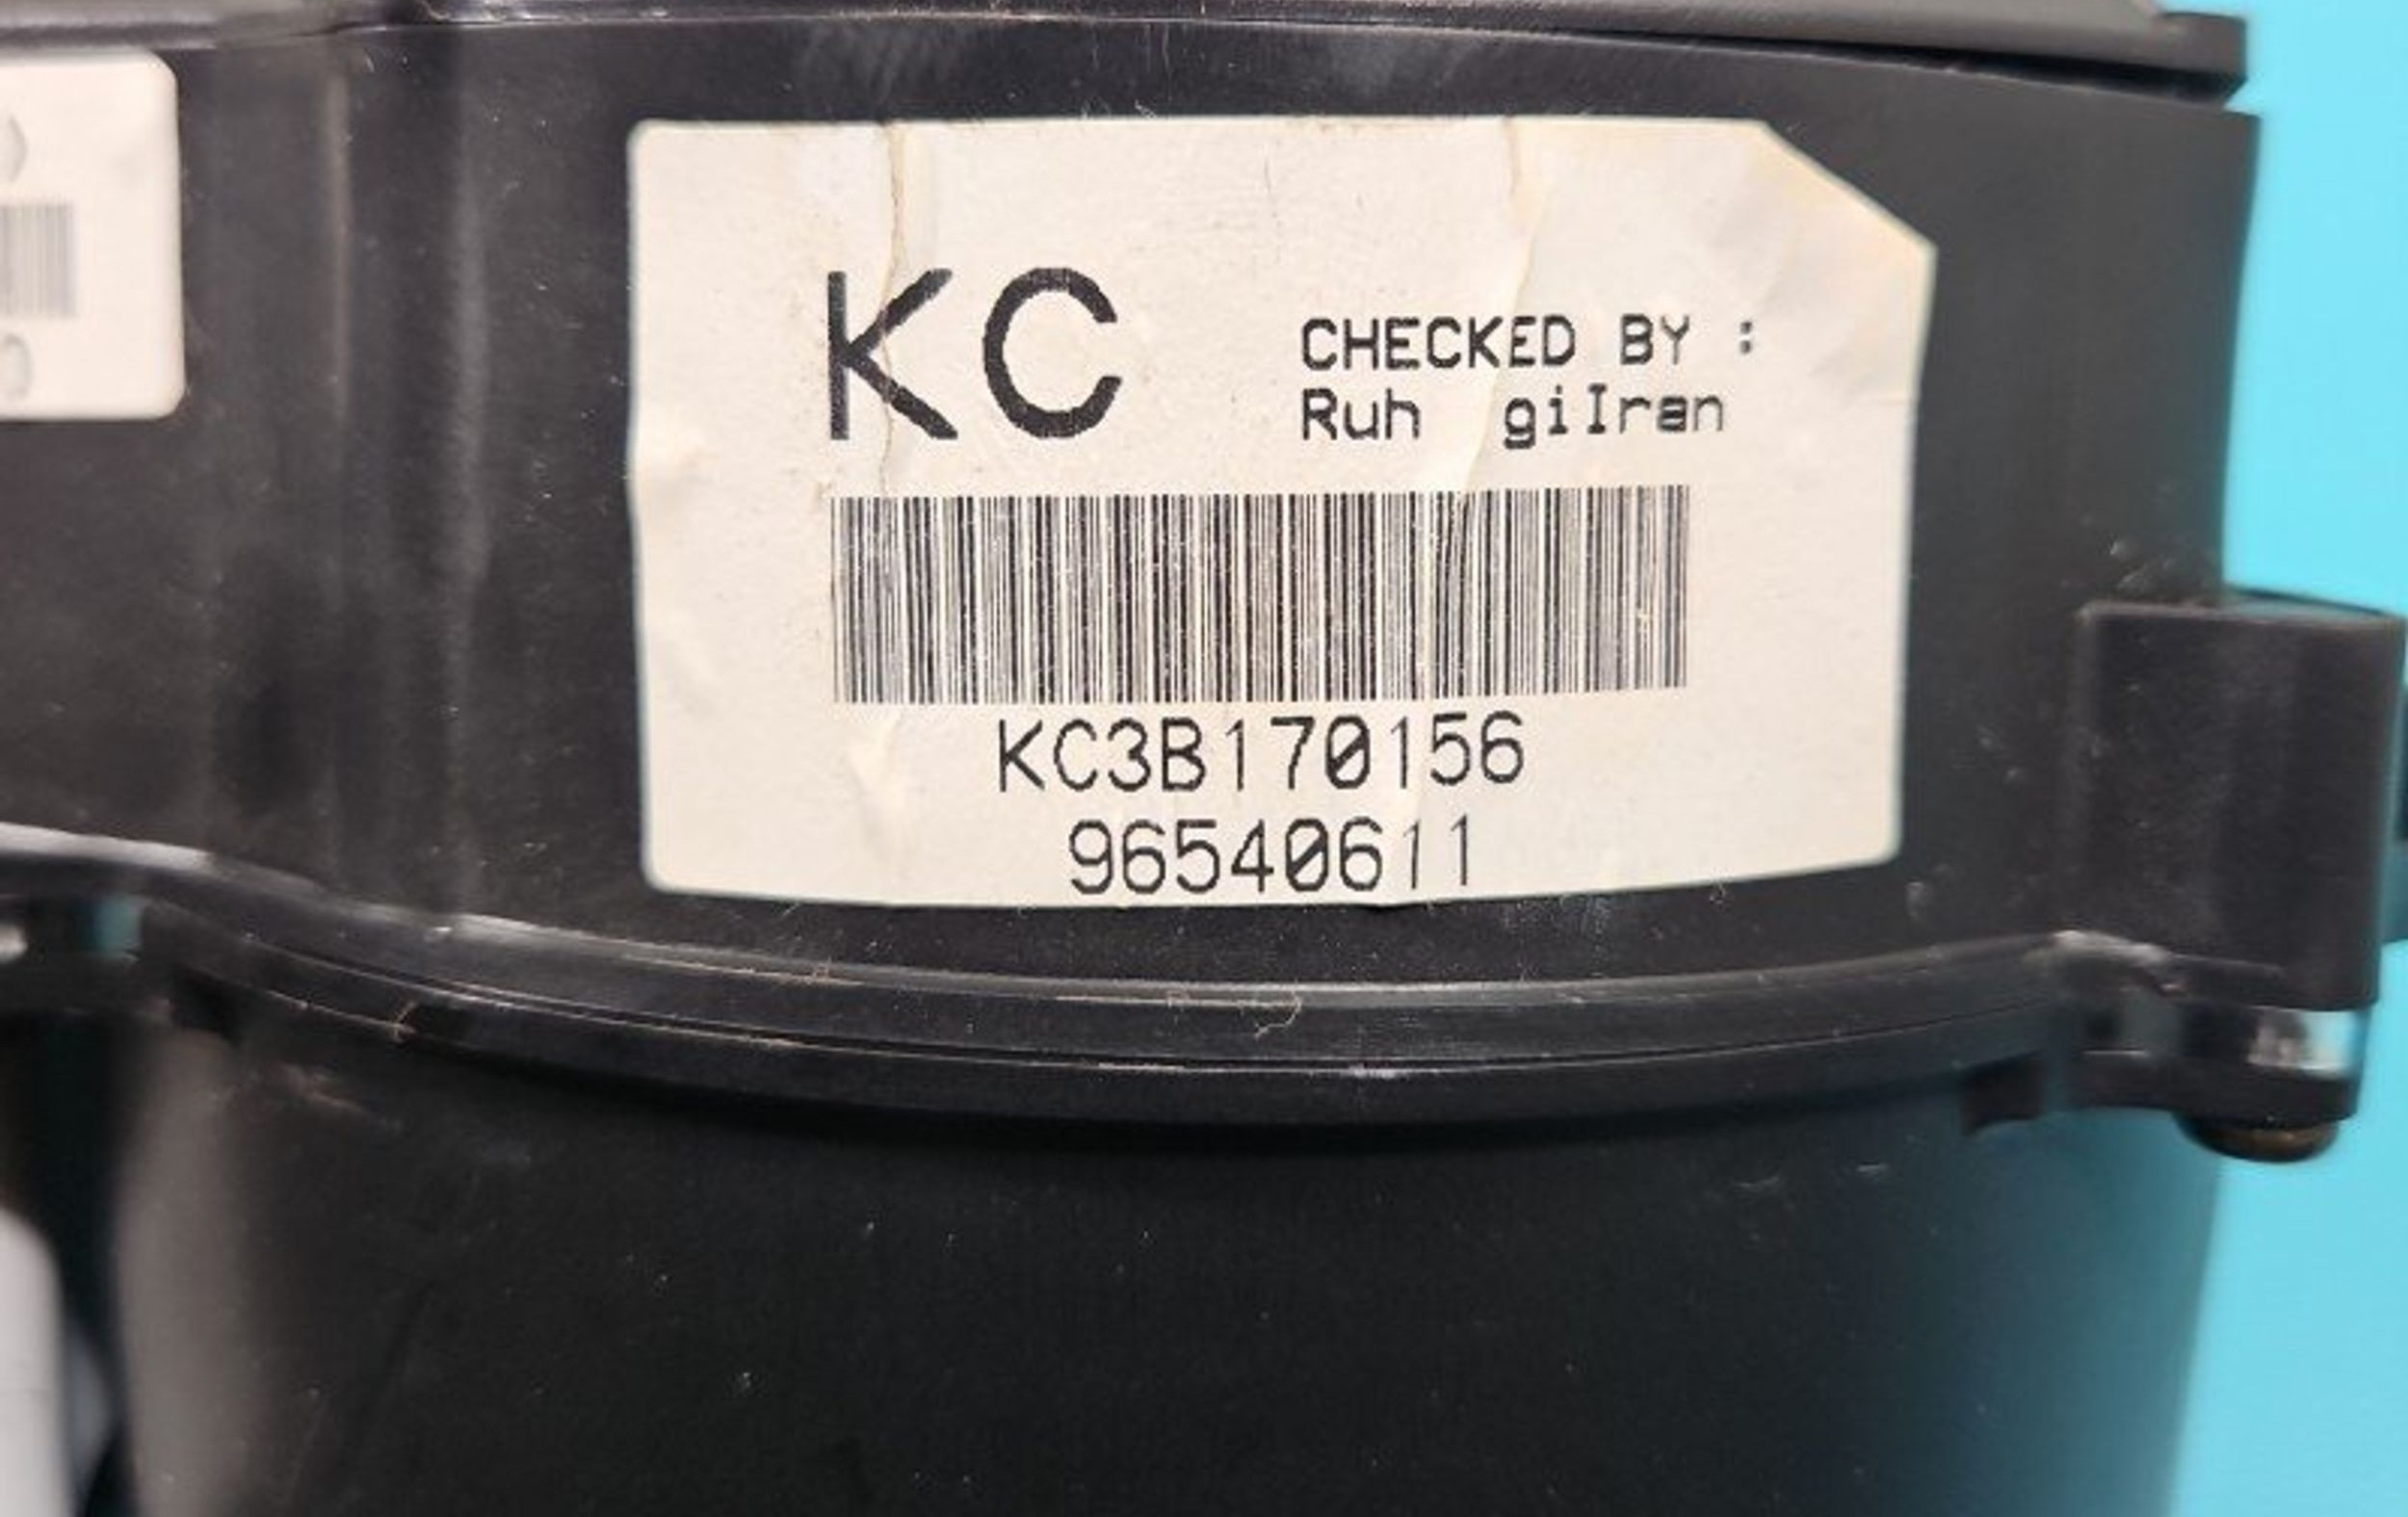 KC
CHECKED BY :
Ruh giIran
KC3B170156
96540611